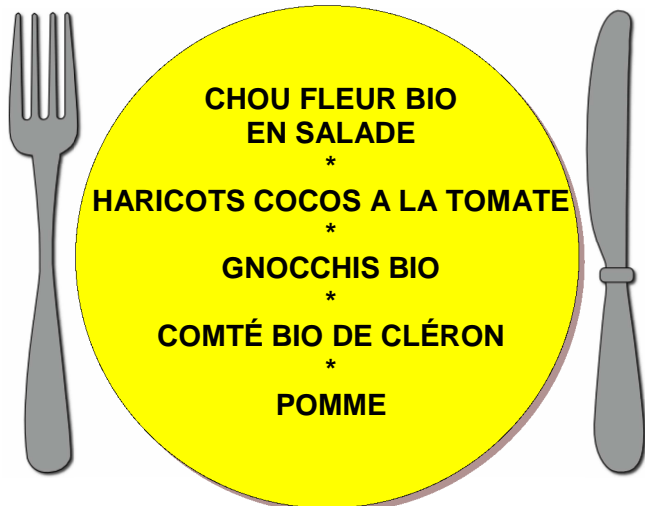 CHOU FLEUR BIO
EN SALADE
*
HARICOTS COCOS A LA TOMATE
*
GNOCCHIS BIO
*
COMTÉ BIO DE CLÉRON
*
POMME